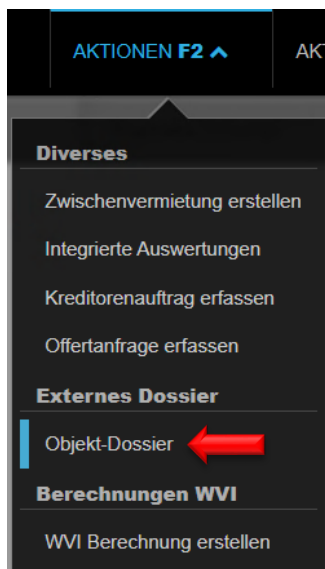 AKTIONEN F2 AK
Diverses
Zwischenvermietung erstellen
Integrierte Auswertungen
Kreditorenauftrag erfassen
Offertanfrage erfassen
Externes Dossier
Objekt-Dossier
Berechnungen WVI
WVI Berechnung erstellen